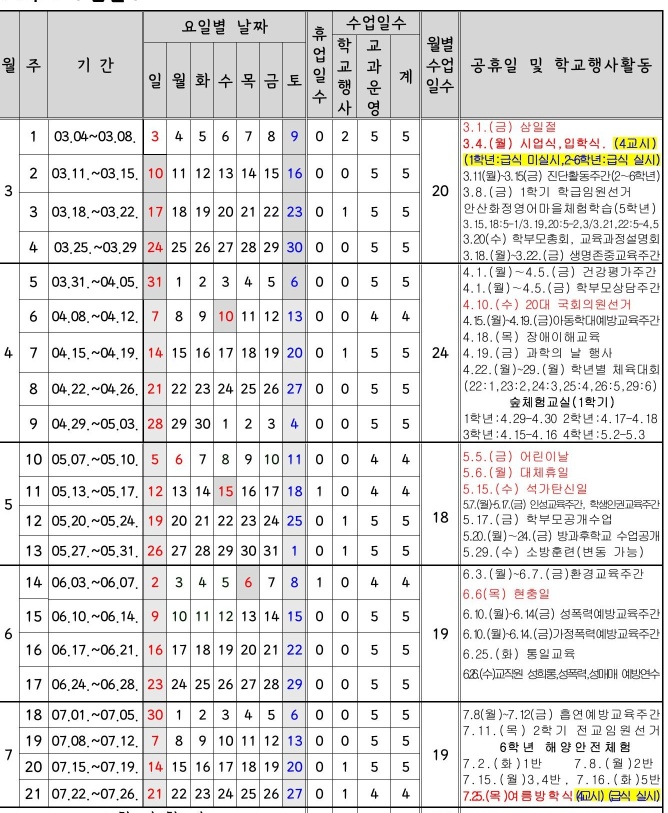 월 주 기 간 요일별 날짜 휴업일수 수업일수 월별수업일수 공휴일 및 학교행사활동
일 월 화 수 목 금 토 학교행사 교과운영 계
3
1 03.04~03.08. 3 4 5 6 7 8 9 0 2 5 5
2 03.11.~03.15. 10 11 12 13 14 15 16 0 0 5 5
3 03.18.~03.22. 17 18 19 20 21 22 23 0 1 5 5
4 03.25.~03.29 24 25 26 27 28 29 30 0 0 5 5
20
3.1.(금) 삼일절
3.4.(월) 시업식,입학식. (4교시)
(1학년:급식 미실시,2~6학년:급식 실시)
3.11(월)~3.15(금) 진단활동주간(2~6학년)
3.8.(금) 1학기 학급임원선거
안산화정영어마을체험학습(5학년)
3.15,18:5-1/3.19,20:5-2,3/3.21,22:5-4,5
3.20(수) 학부모총회, 교육과정설명회
3.18.(월)~3.22.(금) 생명존중교육주간
4
5 03.31.~04.05. 31 1 2 3 4 5 6 0 0 5 5
6 04.08.~04.12. 7 8 9 10 11 12 13 0 0 4 4
7 04.15.~04.19. 14 15 16 17 18 19 20 0 1 5 5
8 04.22.~04.26. 21 22 23 24 25 26 27 0 0 5 5
9 04.29.~05.03. 28 29 30 1 2 3 4 0 0 5 5
24
4.1.(월)~4.5.(금) 건강평가주간
4.1.(월)~4.5.(금) 학부모상담주간
4.10.(수) 20대 국회의원선거
4.15.(월)~4.19.(금)아동학대예방교육주간
4.18.(목) 장애이해교육
4.19.(금) 과학의 날 행사
4.22.(월)~29.(월) 학년별 체육대회
(22:1,23:2,24:3,25:4,26:5,29:6)
숲체험교실(1학기)
1학년:4.29-4.30 2학년:4.17-4.18
3학년:4.15-4.16 4학년:5.2-5.3
5
10 05.07.~05.10. 5 6 7 8 9 10 11 0 0 4 4
11 05.13.~05.17. 12 13 14 15 16 17 18 1 0 4 4
12 05.20.~05.24. 19 20 21 22 23 24 25 0 1 5 5
13 05.27.~05.31. 26 27 28 29 30 31 1 0 1 5 5
18
5.5.(금) 어린이날
5.6.(월) 대체휴일
5.15.(수) 석가탄신일
5.7.(월)-5.17.(금) 인성교육주간, 학생인권교육주간
5.17.(금) 학부모공개수업
5.20.(월)~24.(금) 방과후학교 수업공개
5.29.(수) 소방훈련(변동 가능)
6
14 06.03.~06.07. 2 3 4 5 6 7 8 1 0 4 4
15 06.10.~06.14. 9 10 11 12 13 14 15 0 0 5 5
16 06.17.~06.21. 16 17 18 19 20 21 22 0 0 5 5
17 06.24.~06.28. 23 24 25 26 27 28 29 0 0 5 5
19
6.3.(월)~6.7.(금)환경교육주간
6.6(목) 현충일
6.10.(월)-6.14(금) 성폭력예방교육주간
6.10.(월)-6.14.(금)가정폭력예방교육주간
6.25.(화) 통일교육
6.26.(수)교직원 성희롱,성폭력,성매매 예방연수
7
18 07.01.~07.05. 30 1 2 3 4 5 6 0 0 5 5
19 07.08.~07.12. 7 8 9 10 11 12 13 0 0 5 5
20 07.15.~07.19. 14 15 16 17 18 19 20 0 1 5 5
21 07.22.~07.26. 21 22 23 24 25 26 27 0 1 4 4
19
7.8(월)~7.12(금) 흡연예방교육주간
7.11.(목) 2학기 전교임원선거
6학년 해양안전체험
7.2.(화)1반 7.8.(월)2반
7.15.(월)3,4반, 7.16.(화)5반
7.25.(목)여름방학식(4교시)(급식 실시)